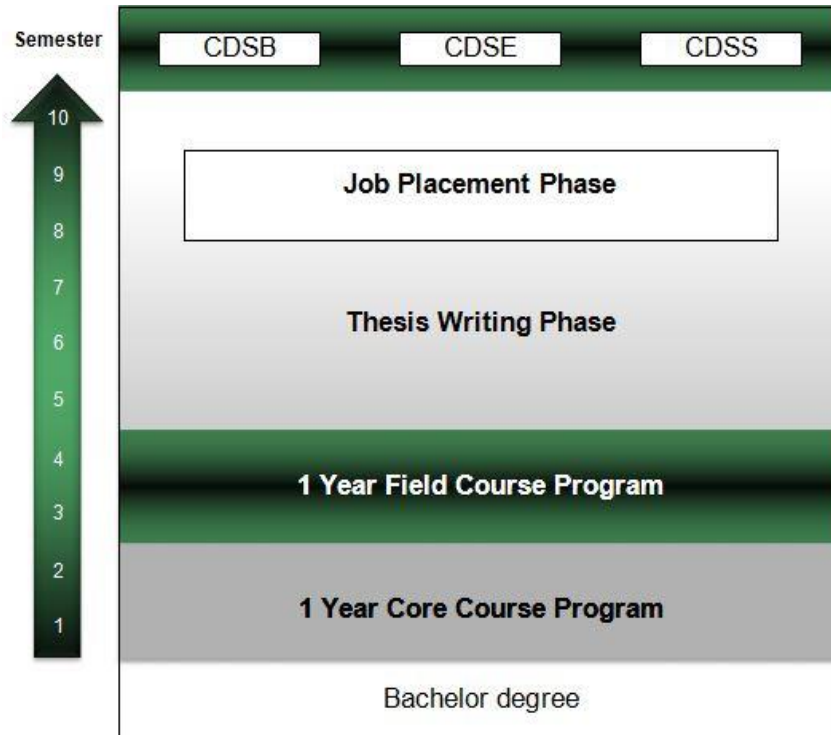 Semester
CDSB CDSE CDSS
10
9
Job Placement Phase
8
7
Thesis Writing Phase
6
5
4
1 Year Field Course Program
3
2
1 Year Core Course Program
1
Bachelor degree